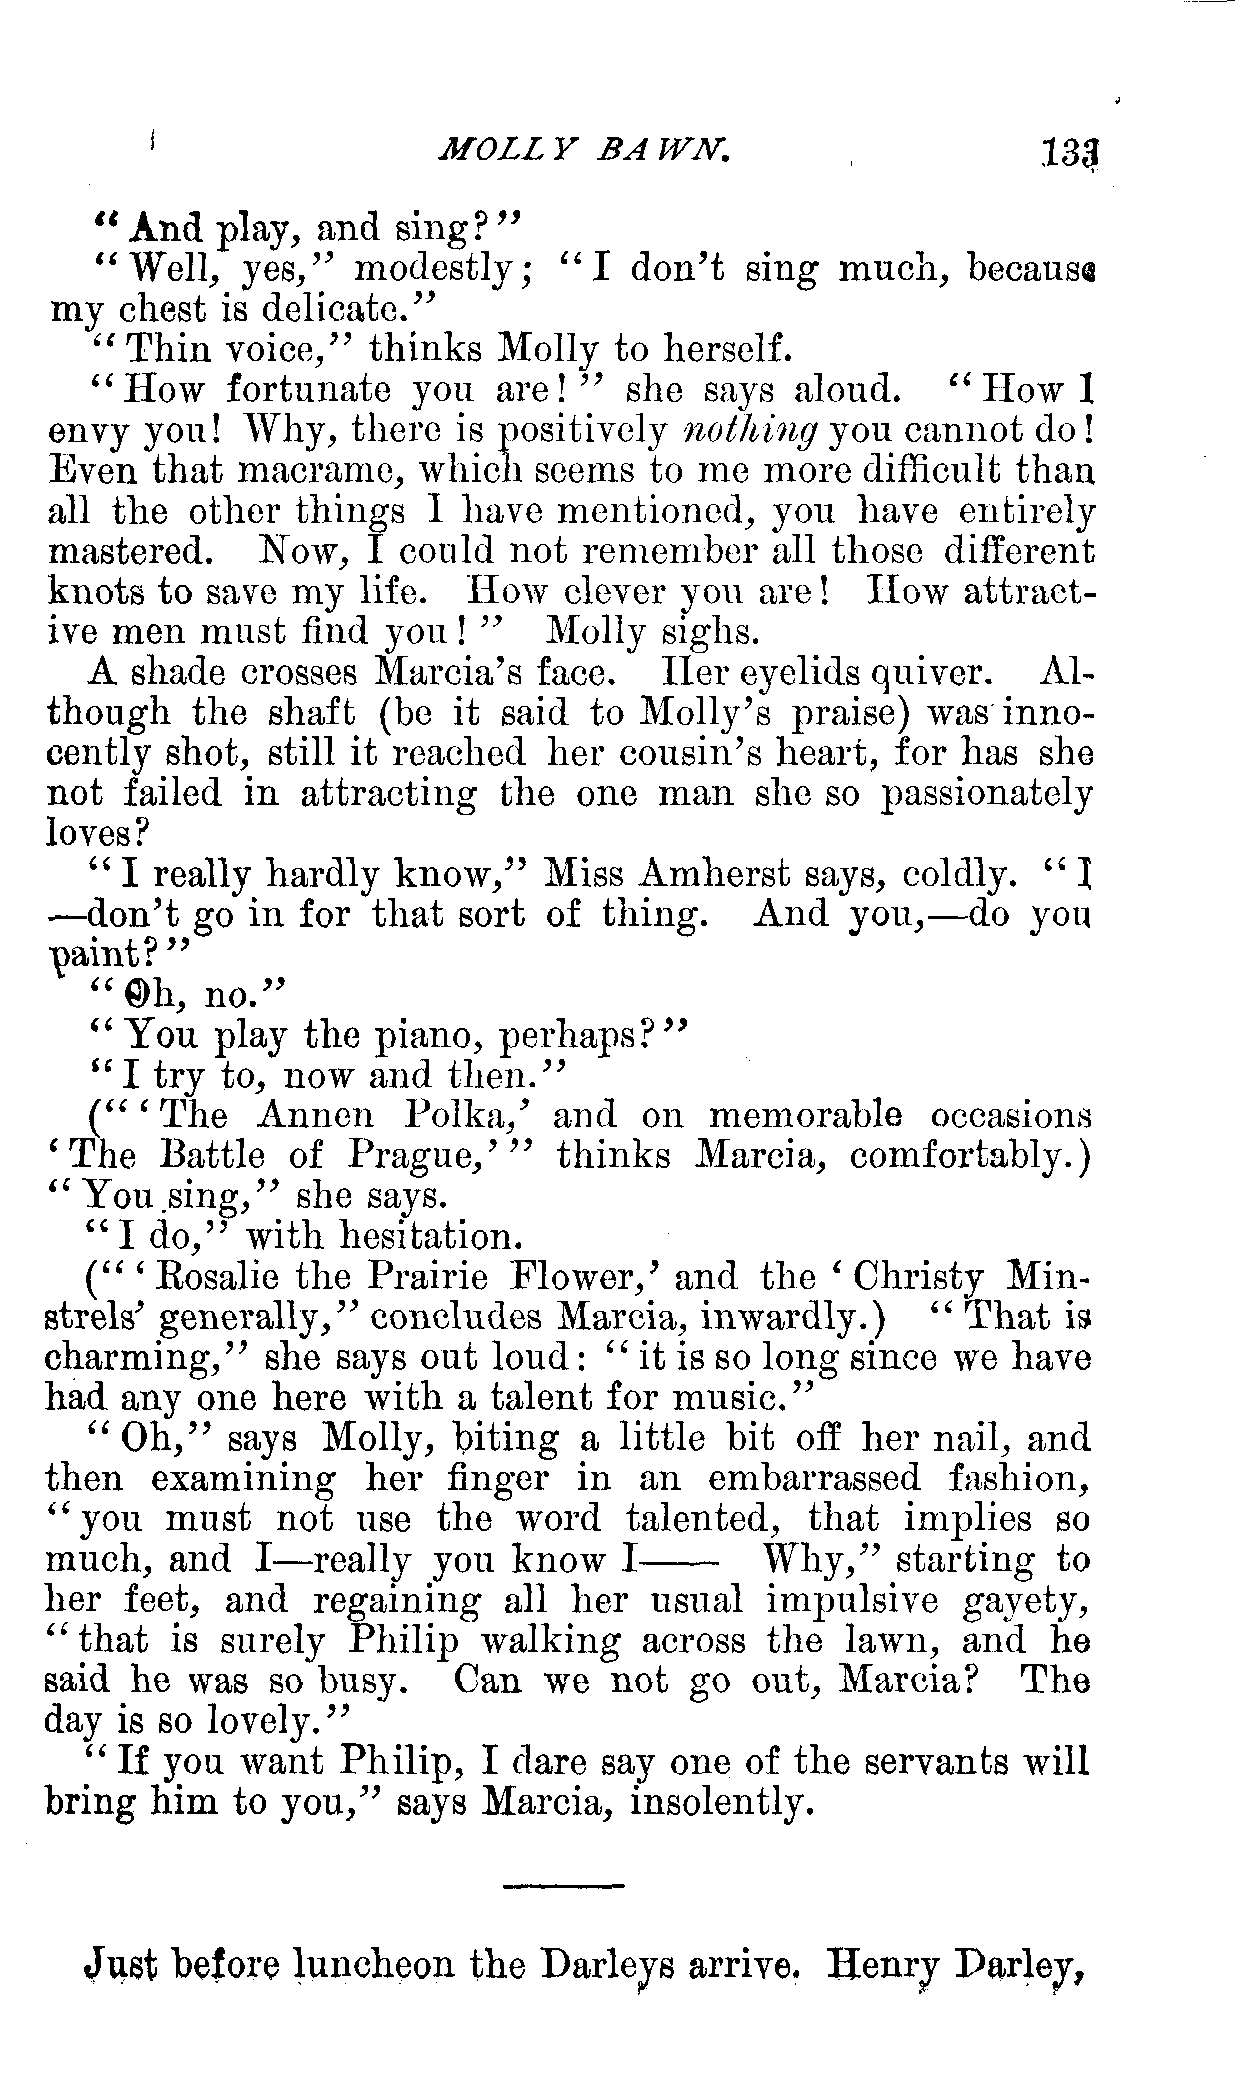 MOLLY BAWN. 133
"And play, and sing?"
"Well, yes," modestly; "I don't sing much, because
my chest is delicate."
"Thin voice," thinks Molly to herself.
"How fortunate you are!" she says aloud. "How I
envy you! Why, there is positively nothing you cannot do!
Even that macrame, which seems to me more difficult than
all the other things I have mentioned, you have entirely
mastered. Now, I could not remember all those different
knots to save my life. How clever you are! How attract-
ive men must find you!" Molly sighs.
A shade crosses Marcia's face. Her eyelids quiver. Al-
though the shaft (be it said to Molly's praise) was inno-
cently shot, still it reached her cousin's heart, for has she
not failed in attracting the one man she so passionately
loves?
"I really hardly know," Miss Amherst says, coldly. "I
—don't go in for that sort of thing. And you,—do you
paint?"
"Oh, no."
"You play the piano, perhaps?"
"I try to, now and then."
("'The Annen Polka,' and on memorable occasions
'The Battle of Prague,'" thinks Marcia, comfortably.)
"You sing," she says.
"I do," with hesitation.
("'Rosalie the Prairie Flower,' and the 'Christy Min-
strels' generally," concludes Marcia, inwardly.) "That is
charming," she says out loud: "it is so long since we have
had any one here with a talent for music."
"Oh," says Molly, biting a little bit off her nail, and
then examining her finger in an embarrassed fashion,
"you must not use the word talented, that implies so
much, and I—really you know I—— Why," starting to
her feet, and regaining all her usual impulsive gayety,
"that is surely Philip walking across the lawn, and he
said he was so busy. Can we not go out, Marcia? The
day is so lovely."
"If you want Philip, I dare say one of the servants will
bring him to you," says Marcia, insolently.
Just before luncheon the Darleys arrive. Henry Darley,